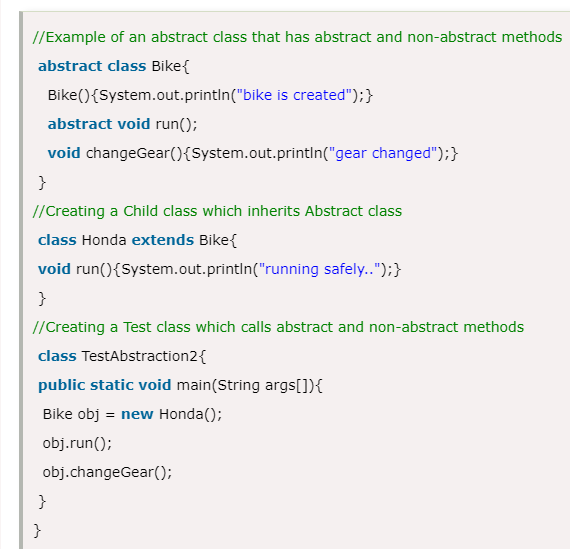 //Example of an abstract class that has abstract and non-abstract methods
abstract class Bike{
Bike(){System.out.println("bike is created");}
abstract void run();
void changeGear(){System.out.println("gear changed");}
}
//Creating a Child class which inherits Abstract class
class Honda extends Bike{
void run(){System.out.println("running safely..");}
}
//Creating a Test class which calls abstract and non-abstract methods
class TestAbstraction2{
public static void main(String args[]){
Bike obj = new Honda();
obj.run();
obj.changeGear();
}
}